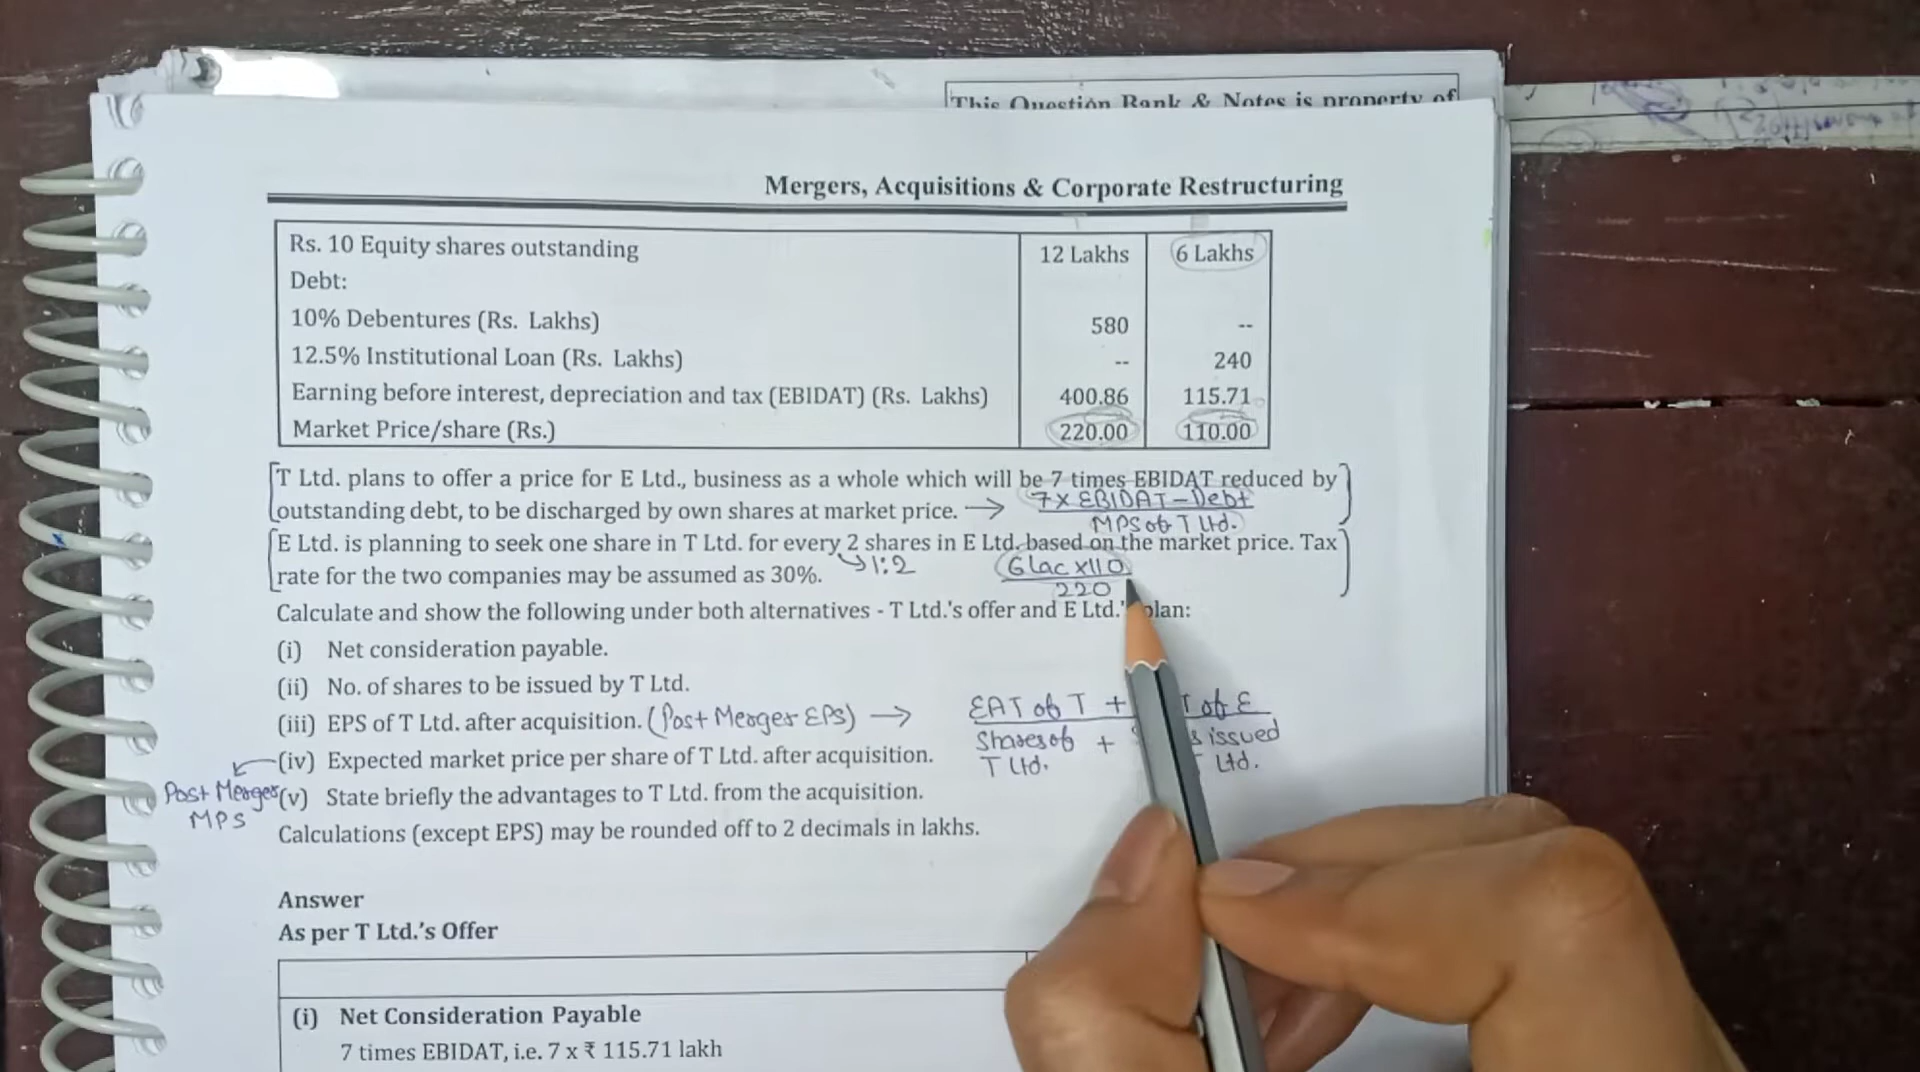 This Question Bank & Notes is property of
Mergers, Acquisitions & Corporate Restructuring
Rs. 10 Equity shares outstanding 12 Lakhs 6 Lakhs
Debt:
10% Debentures (Rs. Lakhs) 580 --
12.5% Institutional Loan (Rs. Lakhs) -- 240
Earning before interest, depreciation and tax (EBIDAT) (Rs. Lakhs) 400.86 115.71
Market Price/share (Rs.) 220.00 110.00
T Ltd. plans to offer a price for E Ltd., business as a whole which will be 7 times EBIDAT reduced by
outstanding debt, to be discharged by own shares at market price. → 7 x EBIDAT - Debt
MPS of T Ltd.
E Ltd. is planning to seek one share in T Ltd. for every 2 shares in E Ltd. based on the market price. Tax
rate for the two companies may be assumed as 30%. 1:2 6 lac x 110
220
Calculate and show the following under both alternatives - T Ltd.'s offer and E Ltd.' plan:
(i) Net consideration payable.
(ii) No. of shares to be issued by T Ltd.
(iii) EPS of T Ltd. after acquisition. (Post Merger EPS) → EAT of T + T of E
Shares of + issued
(iv) Expected market price per share of T Ltd. after acquisition. T Ltd. Ltd.
Post Merger (v) State briefly the advantages to T Ltd. from the acquisition.
MPS
Calculations (except EPS) may be rounded off to 2 decimals in lakhs.
Answer
As per T Ltd.'s Offer
(i) Net Consideration Payable
7 times EBIDAT, i.e. 7 x ₹ 115.71 lakh